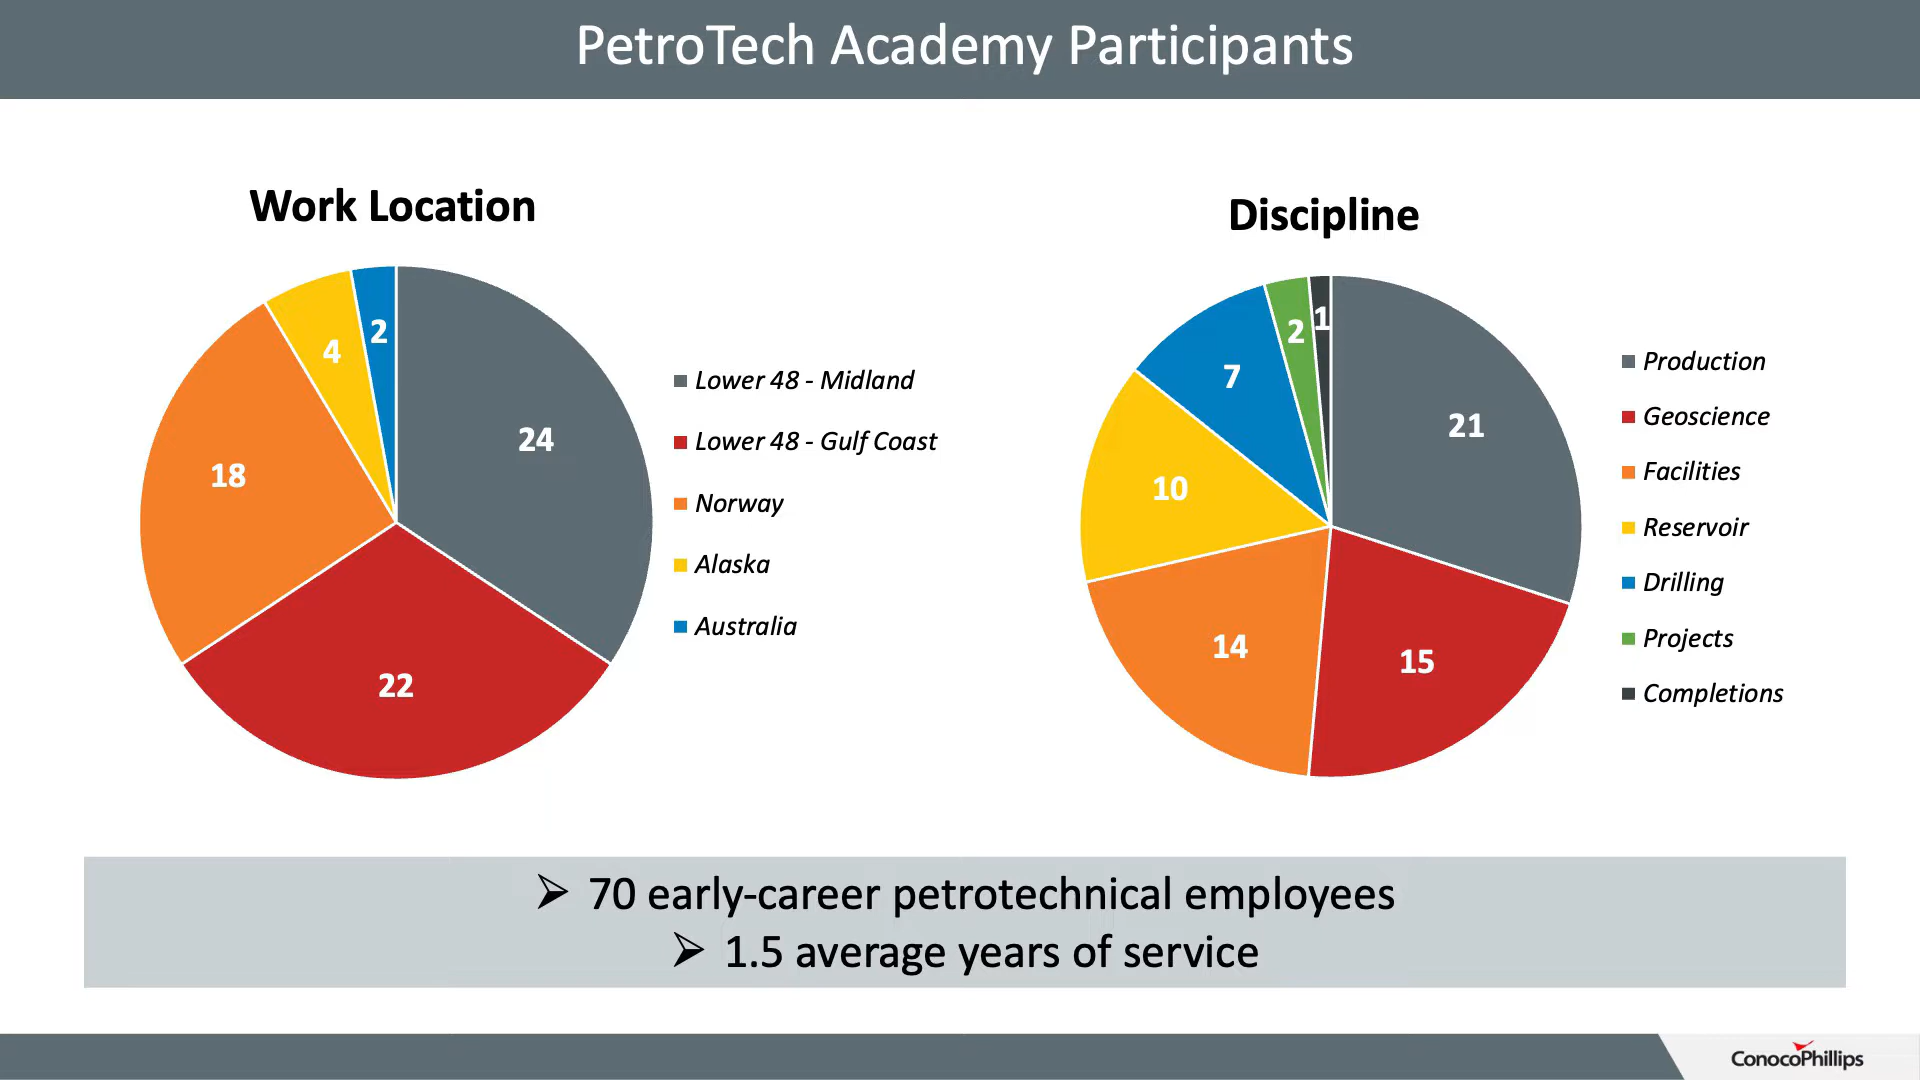 PetroTech Academy Participants
Work Location
24
22
18
4
2
Lower 48 - Midland
Lower 48 - Gulf Coast
Norway
Alaska
Australia
Discipline
21
15
14
10
7
2
1
Production
Geoscience
Facilities
Reservoir
Drilling
Projects
Completions
➢ 70 early-career petrotechnical employees
➢ 1.5 average years of service
ConocoPhillips